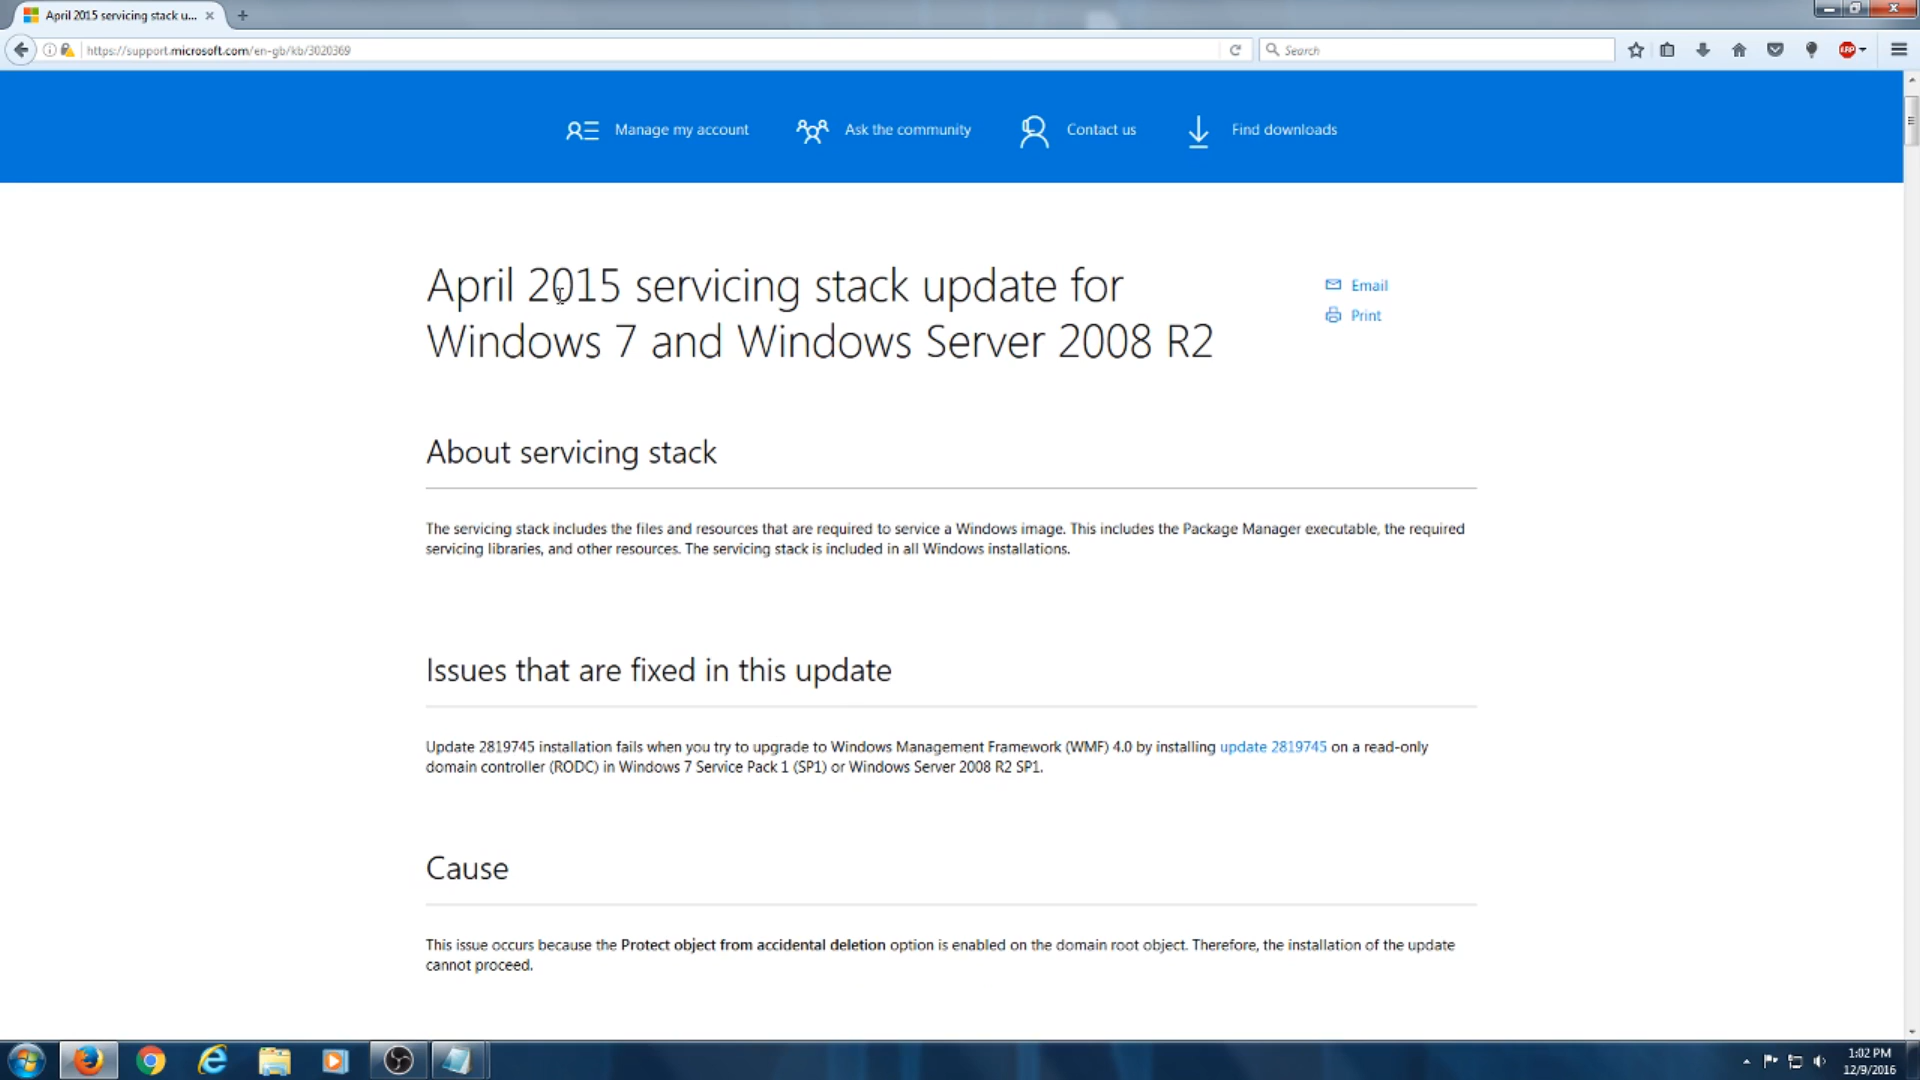 April 2015 servicing stack u...
https://support.microsoft.com/en-gb/kb/3020369
Search
ABP
Manage my account
Ask the community
Contact us
Find downloads
April 2015 servicing stack update for
Windows 7 and Windows Server 2008 R2
Email
Print
About servicing stack
The servicing stack includes the files and resources that are required to service a Windows image. This includes the Package Manager executable, the required
servicing libraries, and other resources. The servicing stack is included in all Windows installations.
Issues that are fixed in this update
Update 2819745 installation fails when you try to upgrade to Windows Management Framework (WMF) 4.0 by installing update 2819745 on a read-only
domain controller (RODC) in Windows 7 Service Pack 1 (SP1) or Windows Server 2008 R2 SP1.
Cause
This issue occurs because the Protect object from accidental deletion option is enabled on the domain root object. Therefore, the installation of the update
cannot proceed.
1:02 PM
12/9/2016